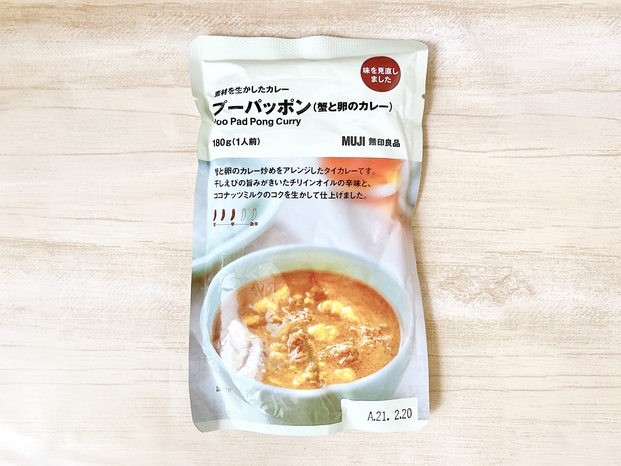 素材を生かしたカレー
プーパッポン(蟹と卵のカレー)
Poo Pad Pong Curry
180g(1人前)
MUJI 無印良品
味を見直し
ました
蟹と卵のカレー炒めをアレンジしたタイカレーです。
干しえびの旨みがきいたチリインオイルの辛味と、
ココナッツミルクのコクを生かして仕上げました。
A.21. 2.20